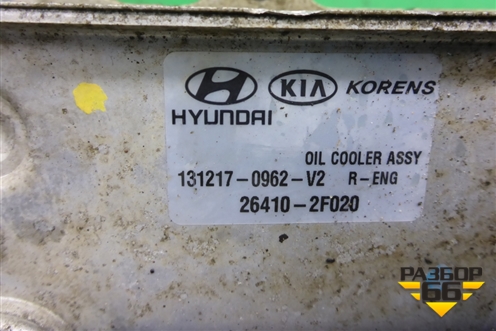 KIA KORENS
HYUNDAI
OIL COOLER ASSY
131217-0962-V2 R-ENG
26410-2F020
РАЗБОР
66